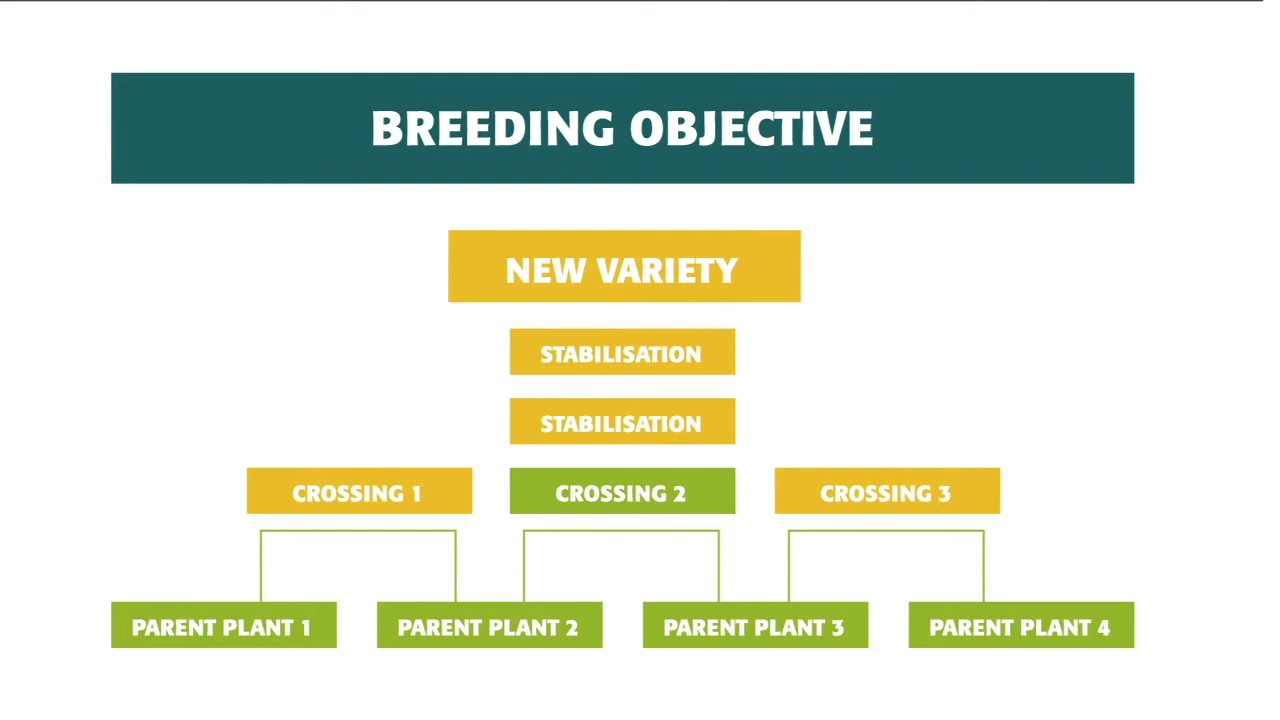 BREEDING OBJECTIVE
NEW VARIETY
STABILISATION
STABILISATION
CROSSING 1
CROSSING 2
CROSSING 3
PARENT PLANT 1
PARENT PLANT 2
PARENT PLANT 3
PARENT PLANT 4